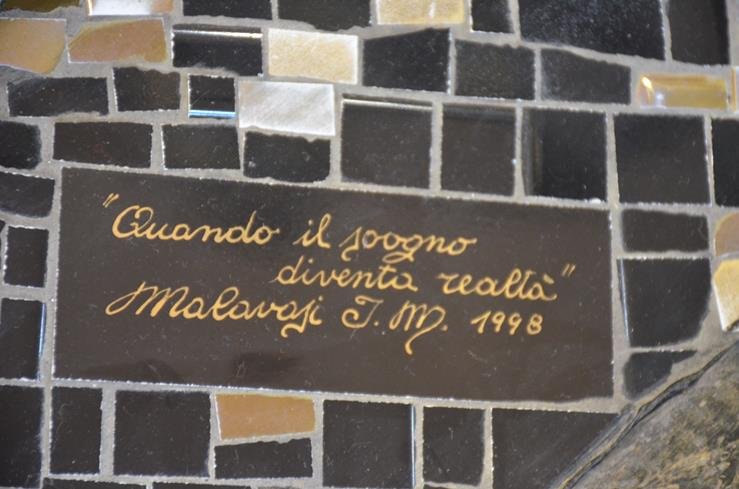 "Quando il sogno
diventa realtà"
Malavasi I. M. 1998